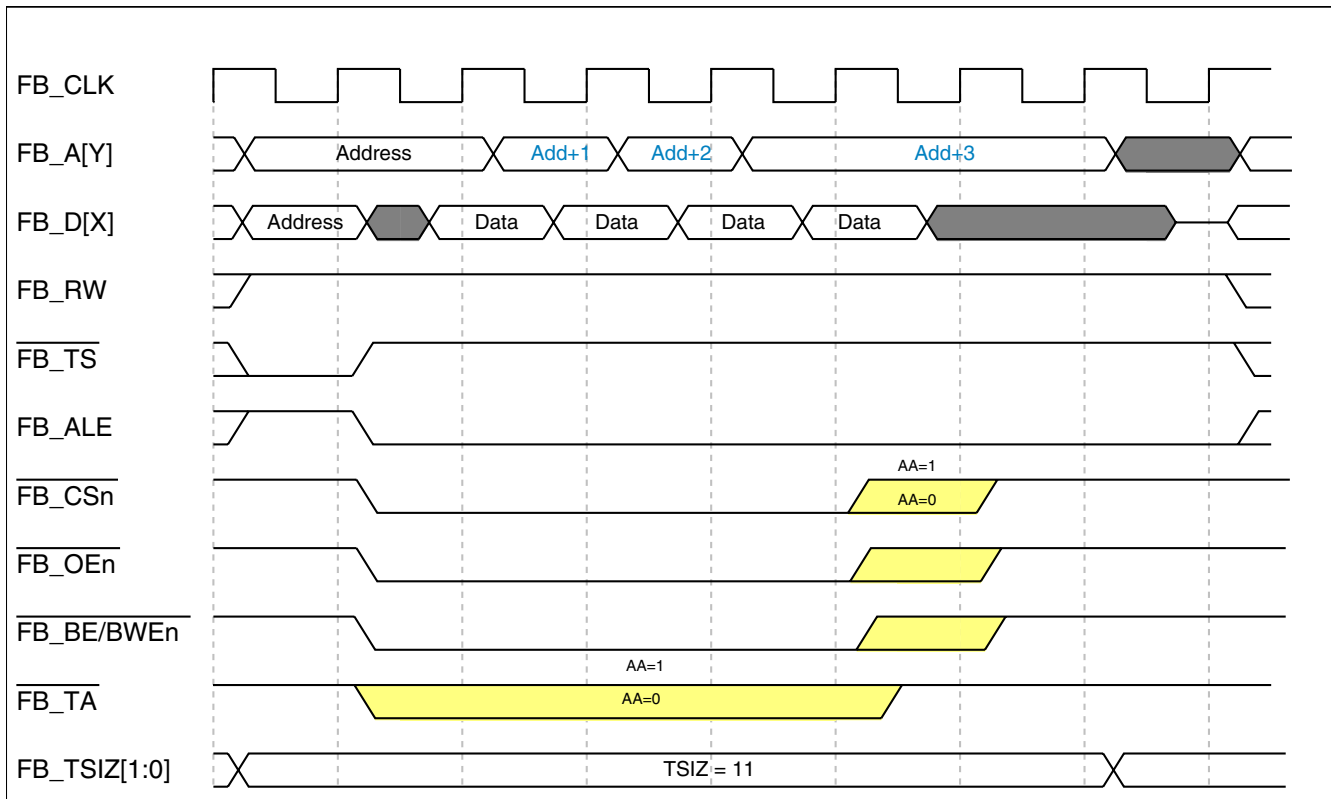 FB_CLK
FB_A[Y] Address Add+1 Add+2 Add+3
FB_D[X] Address Data Data Data Data
FB_RW
FB_TS
FB_ALE
AA=1
FB_CSn AA=0
FB_OEn
FB_BE/BWEn
AA=1
FB_TA AA=0
FB_TSIZ[1:0] TSIZ = 11